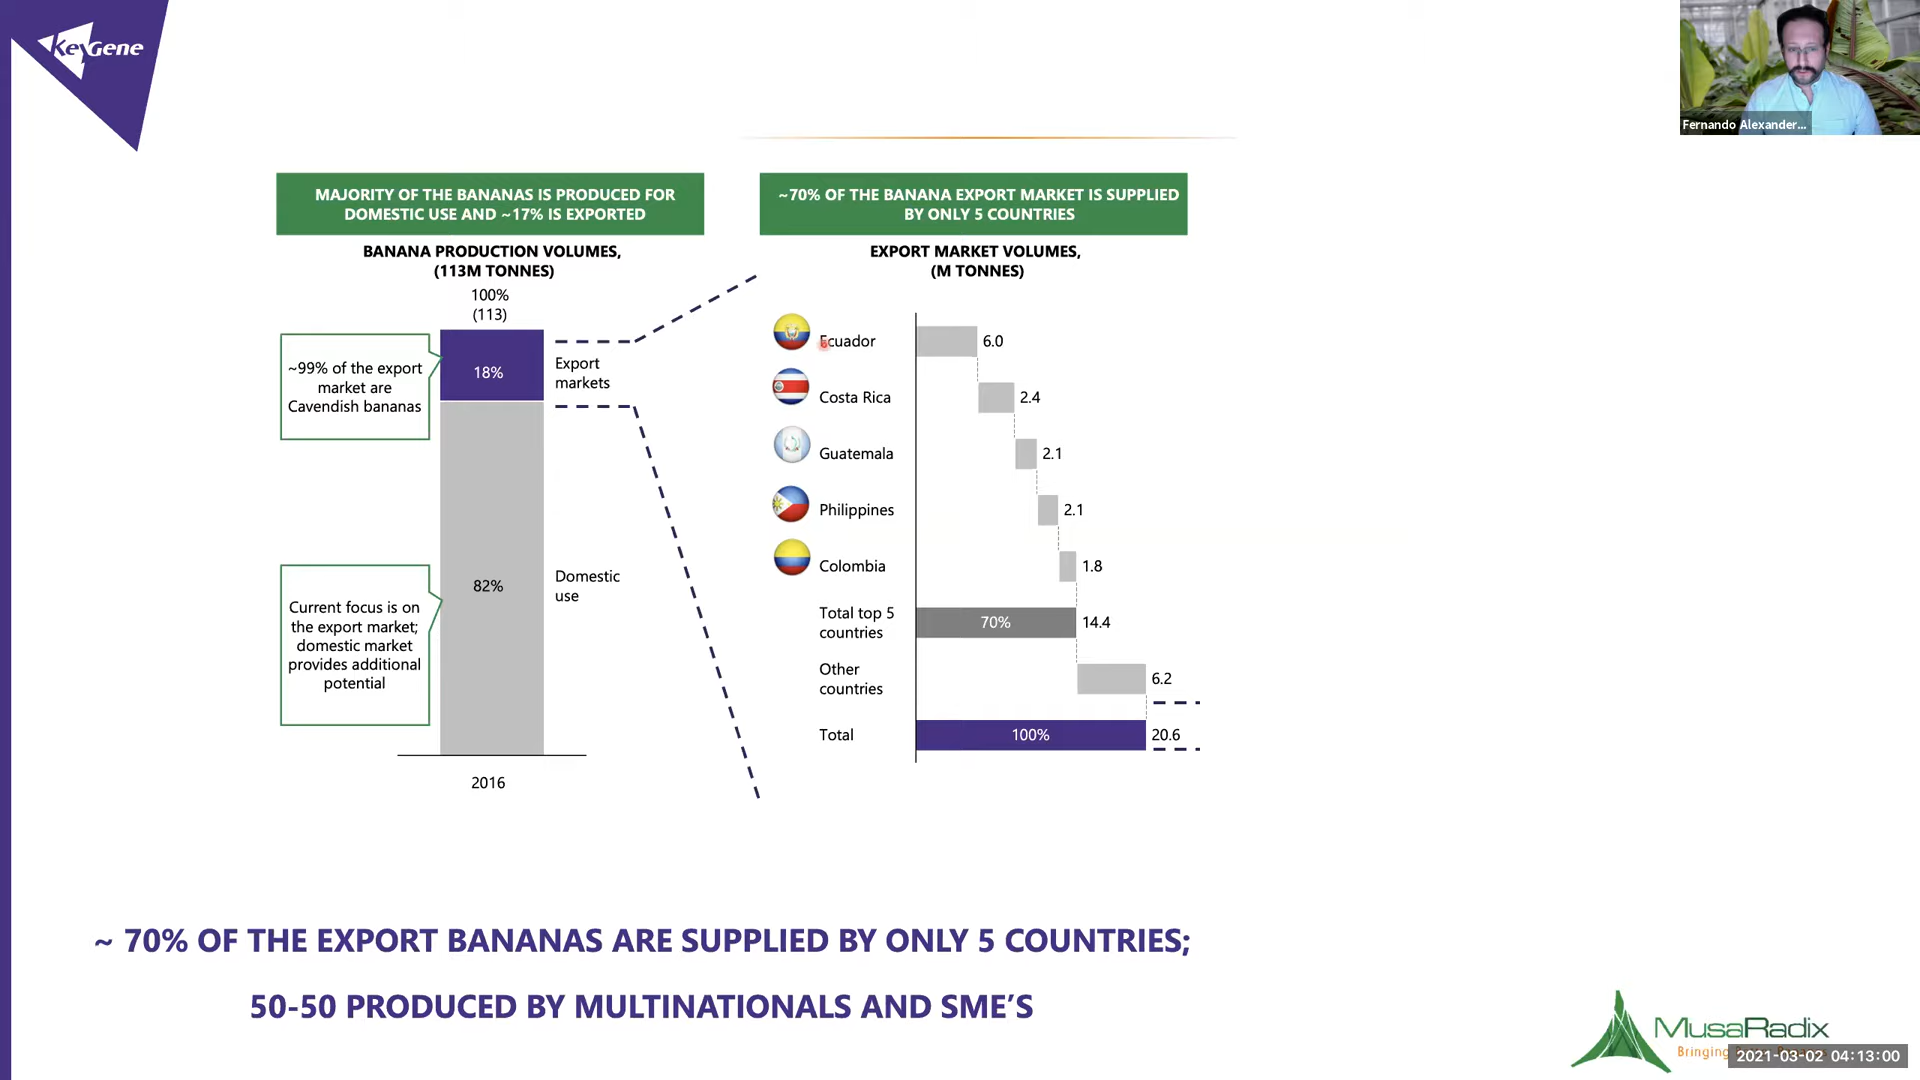 KeyGene
Fernando Alexander...
MAJORITY OF THE BANANAS IS PRODUCED FOR
DOMESTIC USE AND ~17% IS EXPORTED
BANANA PRODUCTION VOLUMES,
(113M TONNES)
100%
(113)
~99% of the export
market are
Cavendish bananas
18%
Export
markets
Current focus is on
the export market;
domestic market
provides additional
potential
82%
Domestic
use
2016
~70% OF THE BANANA EXPORT MARKET IS SUPPLIED
BY ONLY 5 COUNTRIES
EXPORT MARKET VOLUMES,
(M TONNES)
Ecuador 6.0
Costa Rica 2.4
Guatemala 2.1
Philippines 2.1
Colombia 1.8
Total top 5
countries
70% 14.4
Other
countries
6.2
Total 100% 20.6
~ 70% OF THE EXPORT BANANAS ARE SUPPLIED BY ONLY 5 COUNTRIES;
50-50 PRODUCED BY MULTINATIONALS AND SME’S
MusaRadix
Bringing
2021-03-02 04:13:00